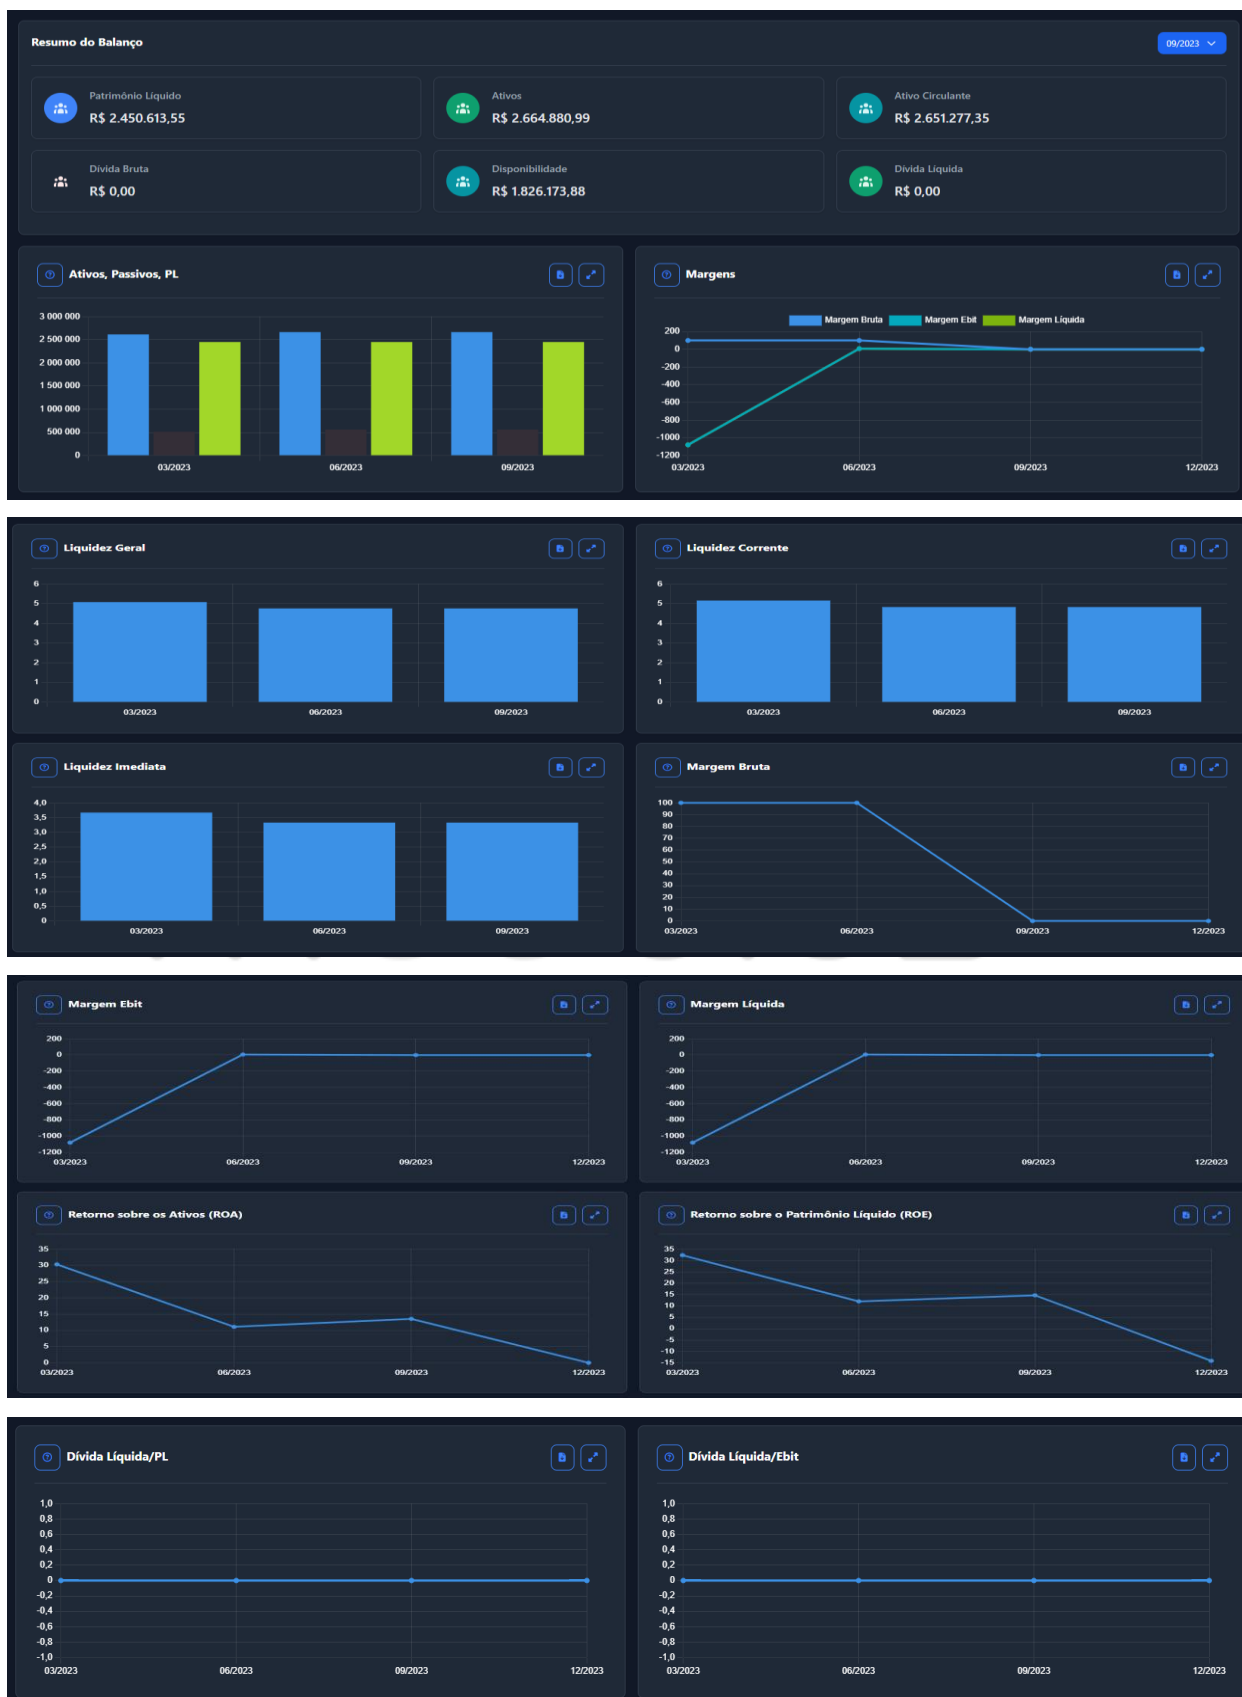 Resumo do Balanço
09/2023
Patrimônio Líquido
R$ 2.450.613,55
Ativos
R$ 2.664.880,99
Ativo Circulante
R$ 2.651.277,35
Dívida Bruta
R$ 0,00
Disponibilidade
R$ 1.826.173,88
Dívida Líquida
R$ 0,00
Ativos, Passivos, PL
3 000 000
2 500 000
2 000 000
1 500 000
1 000 000
500 000
0
03/2023 06/2023 09/2023
Margens
Margem Bruta Margem Ebit Margem Líquida
200
0
-200
-400
-600
-800
-1000
-1200
03/2023 06/2023 09/2023 12/2023
Liquidez Geral
6
5
4
3
2
1
0
03/2023 06/2023 09/2023
Liquidez Corrente
6
5
4
3
2
1
0
03/2023 06/2023 09/2023
Liquidez Imediata
4,0
3,5
3,0
2,5
2,0
1,5
1,0
0,5
0
03/2023 06/2023 09/2023
Margem Bruta
100
90
80
70
60
50
40
30
20
10
0
03/2023 06/2023 09/2023 12/2023
Margem Ebit
200
0
-200
-400
-600
-800
-1000
-1200
03/2023 06/2023 09/2023 12/2023
Margem Líquida
200
0
-200
-400
-600
-800
-1000
-1200
03/2023 06/2023 09/2023 12/2023
Retorno sobre os Ativos (ROA)
35
30
25
20
15
10
5
0
03/2023 06/2023 09/2023 12/2023
Retorno sobre o Patrimônio Líquido (ROE)
35
30
25
20
15
10
5
0
-5
-10
-15
03/2023 06/2023 09/2023 12/2023
Dívida Líquida/PL
1,0
0,8
0,6
0,4
0,2
0
-0,2
-0,4
-0,6
-0,8
-1,0
03/2023 06/2023 09/2023 12/2023
Dívida Líquida/Ebit
1,0
0,8
0,6
0,4
0,2
0
-0,2
-0,4
-0,6
-0,8
-1,0
03/2023 06/2023 09/2023 12/2023